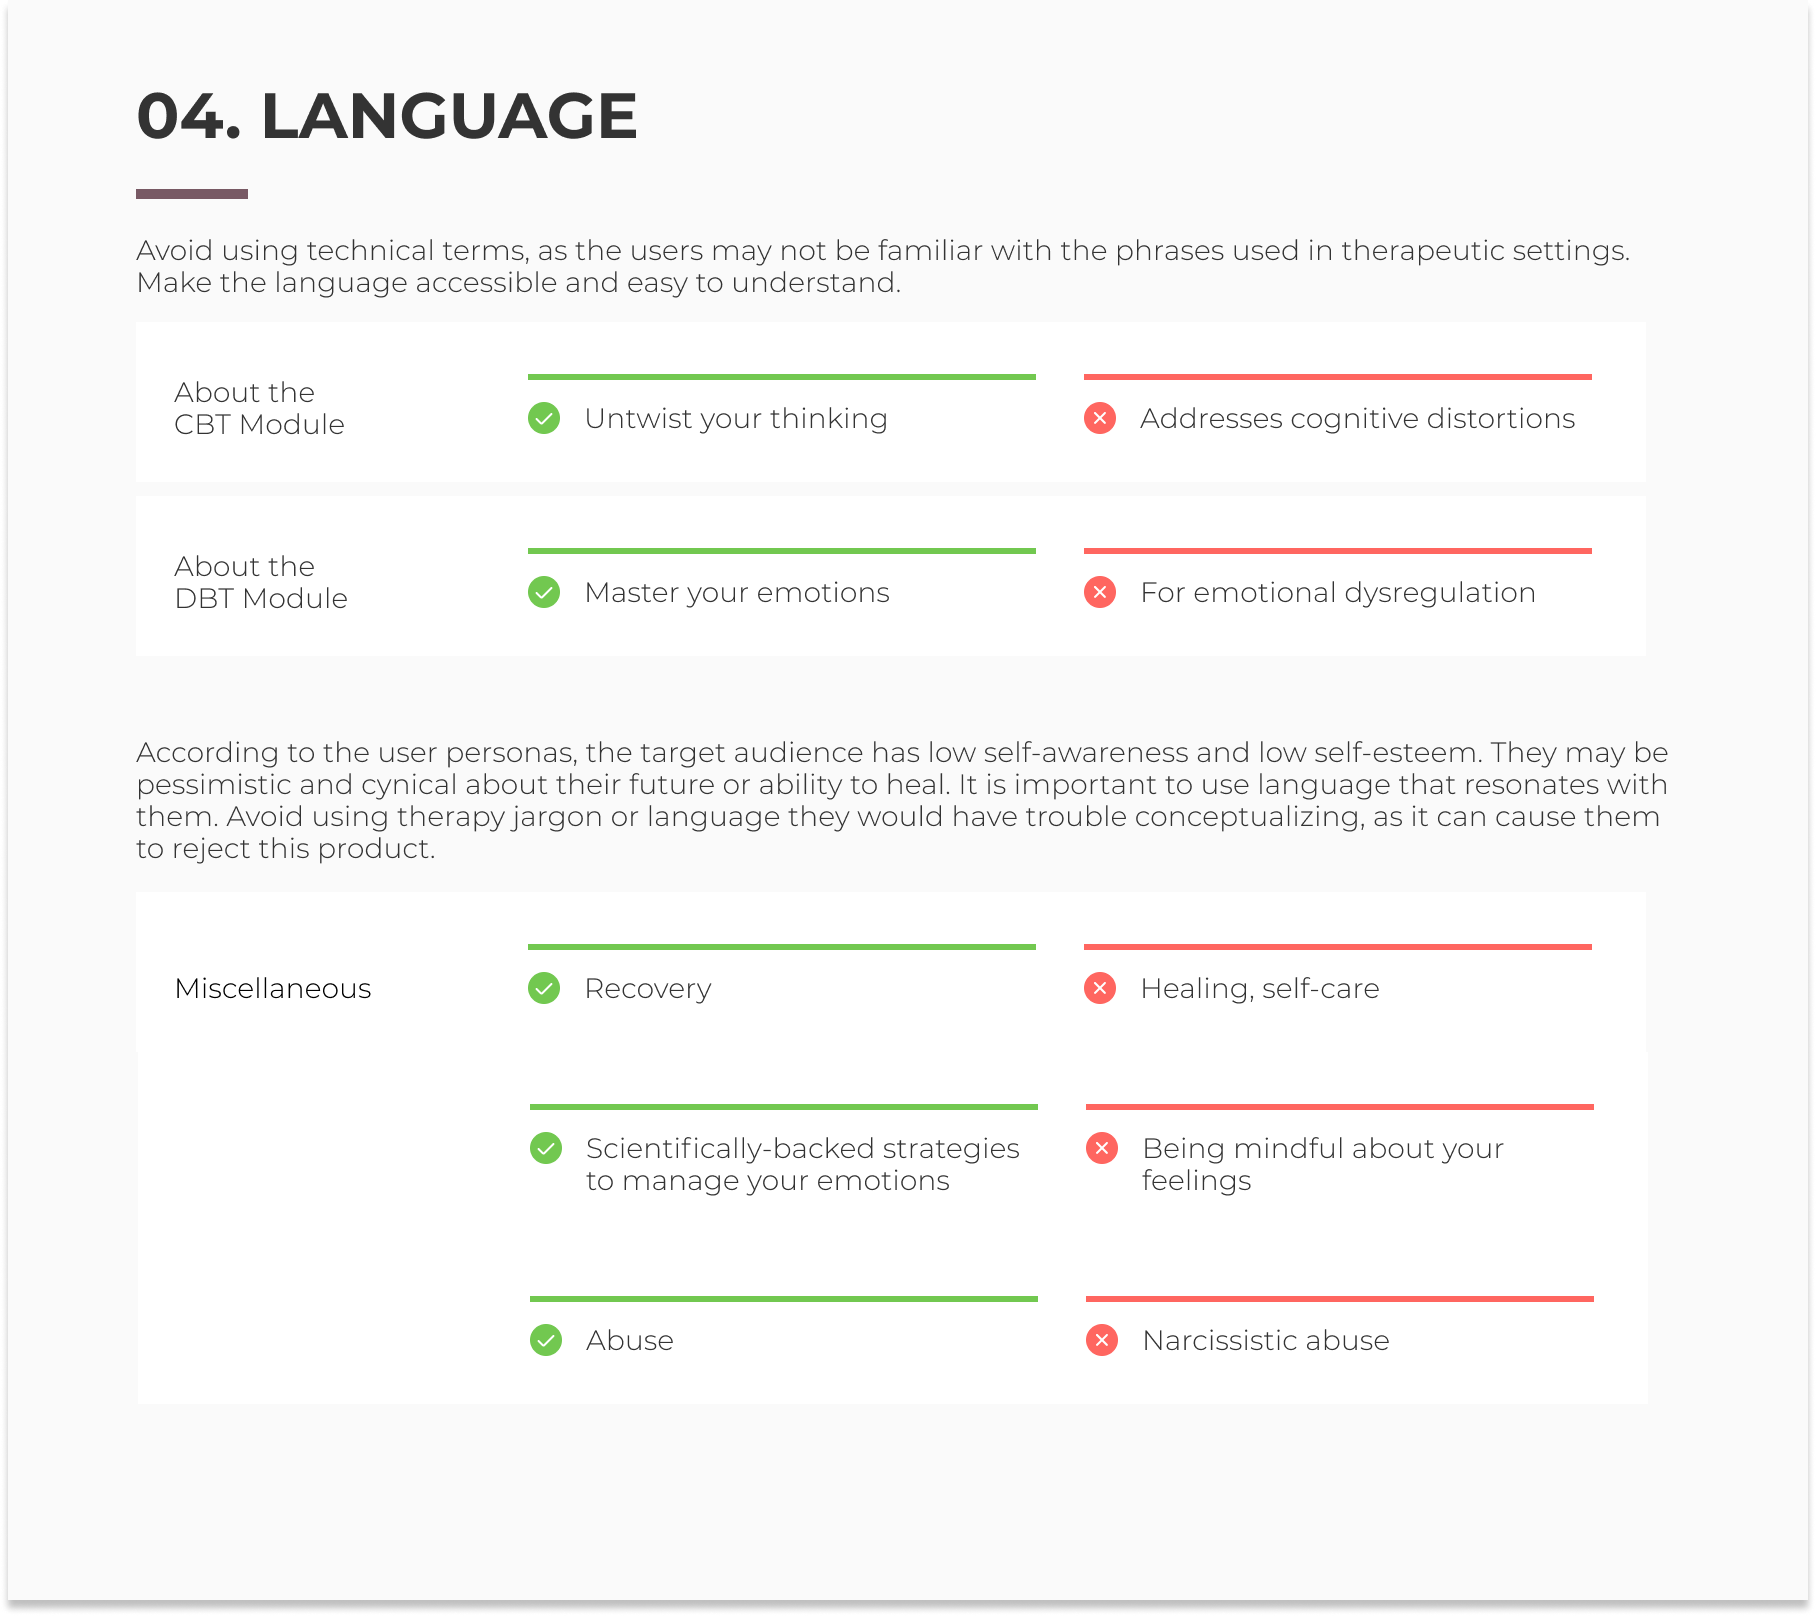 04. LANGUAGE
Avoid using technical terms, as the users may not be familiar with the phrases used in therapeutic settings.
Make the language accessible and easy to understand.
About the
CBT Module
Untwist your thinking
Addresses cognitive distortions
About the
DBT Module
Master your emotions
For emotional dysregulation
According to the user personas, the target audience has low self-awareness and low self-esteem. They may be
pessimistic and cynical about their future or ability to heal. It is important to use language that resonates with
them. Avoid using therapy jargon or language they would have trouble conceptualizing, as it can cause them
to reject this product.
Miscellaneous
Recovery
Healing, self-care
Scientifically-backed strategies
to manage your emotions
Being mindful about your
feelings
Abuse
Narcissistic abuse